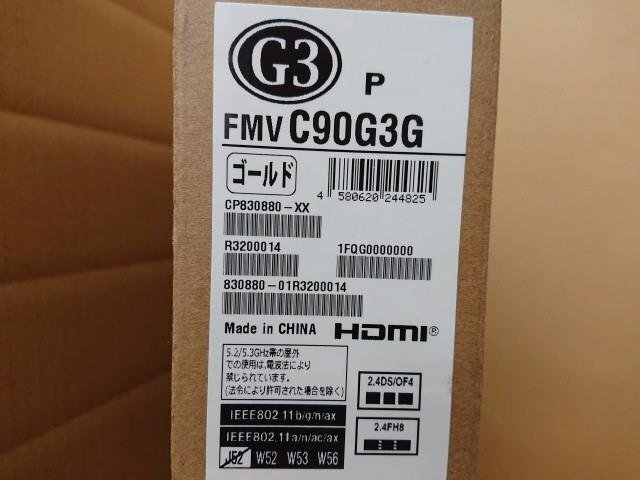 G3 P
FMV C90G3G
ゴールド
4 580620 244825
CP830880-XX
R3200014 1FQG0000000
830880-01R3200014
Made in CHINA HDMI®
5.2/5.3GHz帯の屋外
での使用は、電波法により
禁じられています。
(法令により許可された場合を除く)
2.4DS/OF4
IEEE802.11b/g/n/ax
2.4FH8
IEEE802.11a/n/ac/ax
J52 W52 W53 W56